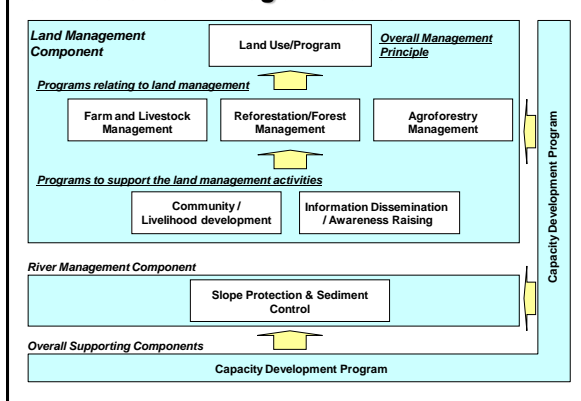 Land Management
Component
Land Use/Program
Overall Management
Principle
Programs relating to land management
Farm and Livestock
Management
Reforestation/Forest
Management
Agroforestry
Management
Programs to support the land management activities
Community /
Livelihood development
Information Dissemination
/ Awareness Raising
Capacity Development Program
River Management Component
Slope Protection & Sediment
Control
Overall Supporting Components
Capacity Development Program